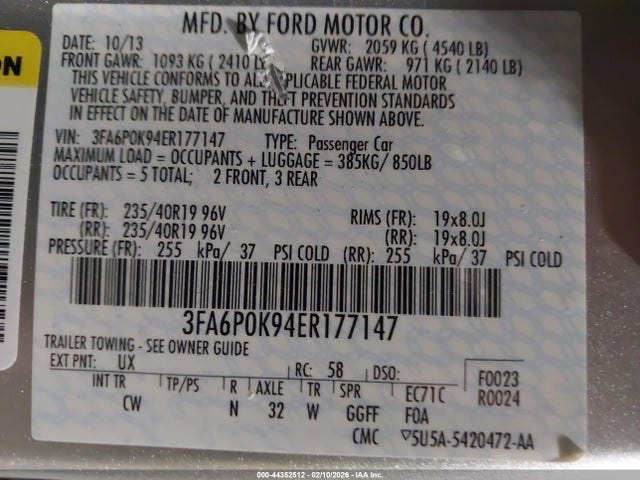 MFD. BY FORD MOTOR CO.
DATE: 10/13 GVWR: 2059 KG ( 4540 LB)
FRONT GAWR: 1093 KG ( 2410 LB REAR GAWR: 971 KG ( 2140 LB)
THIS VEHICLE CONFORMS TO ALL APPLICABLE FEDERAL MOTOR
VEHICLE SAFETY, BUMPER, AND THEFT PREVENTION STANDARDS
IN EFFECT ON THE DATE OF MANUFACTURE SHOWN ABOVE.
ON
VIN: 3FA6P0K94ER177147 TYPE: Passenger Car
MAXIMUM LOAD = OCCUPANTS + LUGGAGE = 385KG/ 850LB
OCCUPANTS = 5 TOTAL; 2 FRONT, 3 REAR
TIRE (FR): 235/40R19 96V RIMS (FR): 19x8.0J
(RR): 235/40R19 96V (RR): 19x8.0J
PRESSURE (FR): 255 kPa/ 37 PSI COLD (RR): 255 kPa/ 37 PSI COLD
3FA6P0K94ER177147
TRAILER TOWING - SEE OWNER GUIDE
EXT PNT: UX RC: 58 DSO: F0023
INT TR TP/PS R AXLE TR SPR EC71C R0024
CW N 32 W GGFF F0A
CMC ▽5U5A-5420472-AA
000-44352512 - 02/10/2026 - IAA Inc.